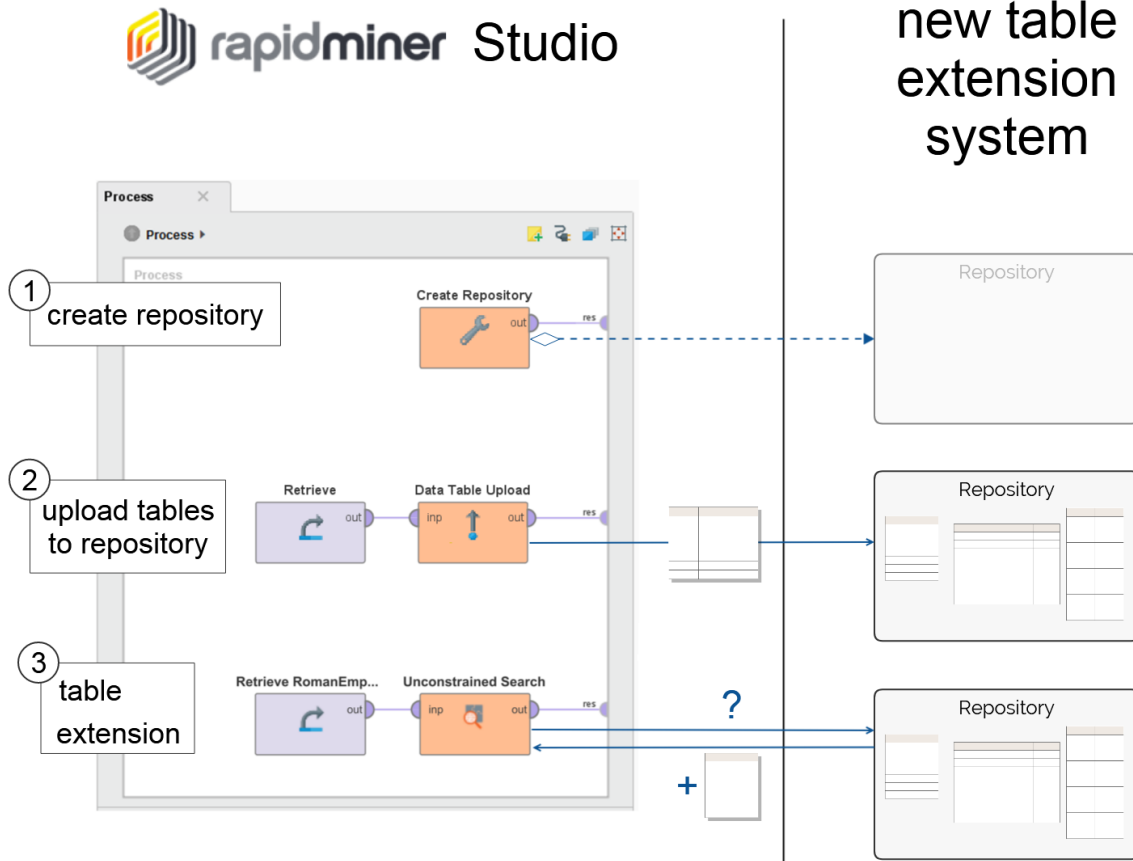 rapidminer Studio
new table
extension
system
Process
Process
Process
1
create repository
Create Repository
out
res
Repository
2
upload tables
to repository
Retrieve
out
Data Table Upload
inp
out
res
Repository
3
table
extension
Retrieve RomanEmp...
out
Unconstrained Search
inp
out
res
?
+
Repository